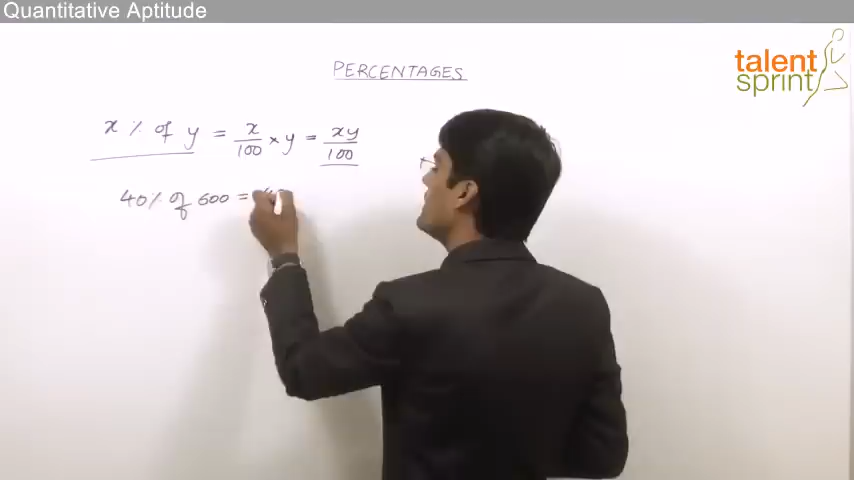 Quantitative Aptitude
talent
sprint
PERCENTAGES
x % of y = x/100 × y = xy/100
40% of 600 =